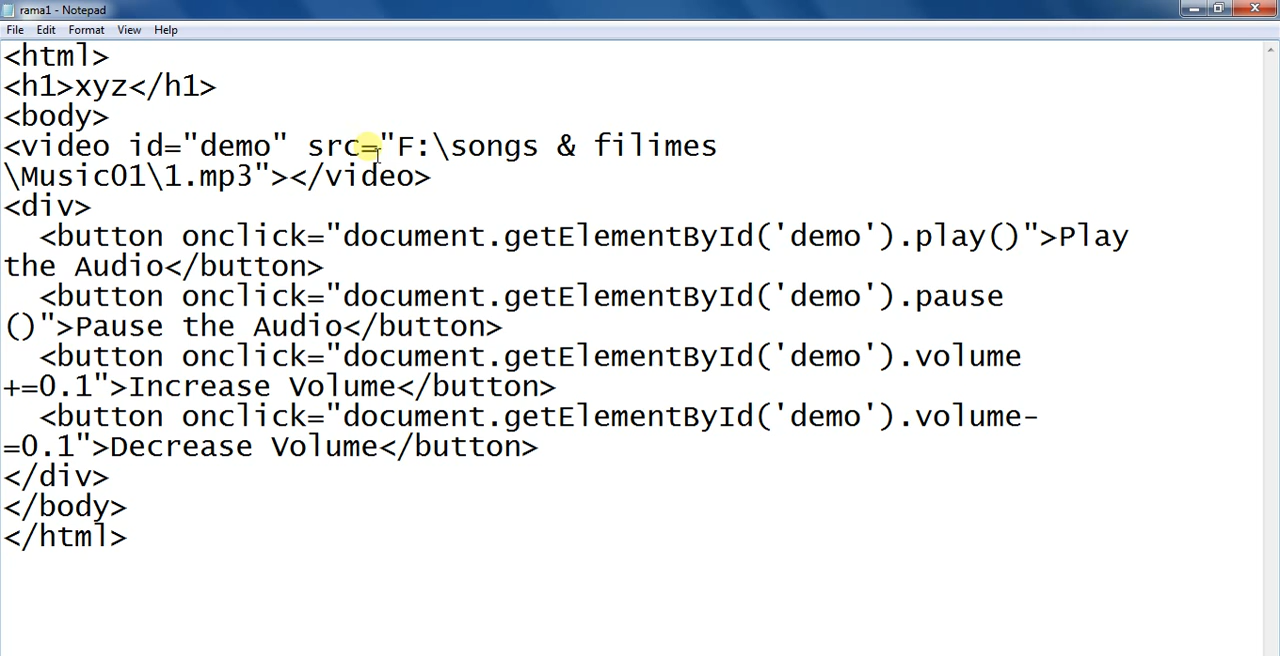 rama1 - Notepad
File Edit Format View Help
<html>
<h1>xyz</h1>
<body>
<video id="demo" src="F:\songs & filimes
\Music01\1.mp3"></video>
<div>
  <button onclick="document.getElementById('demo').play()">Play
the Audio</button>
  <button onclick="document.getElementById('demo').pause
()">Pause the Audio</button>
  <button onclick="document.getElementById('demo').volume
+=0.1">Increase Volume</button>
  <button onclick="document.getElementById('demo').volume-
=0.1">Decrease Volume</button>
</div>
</body>
</html>